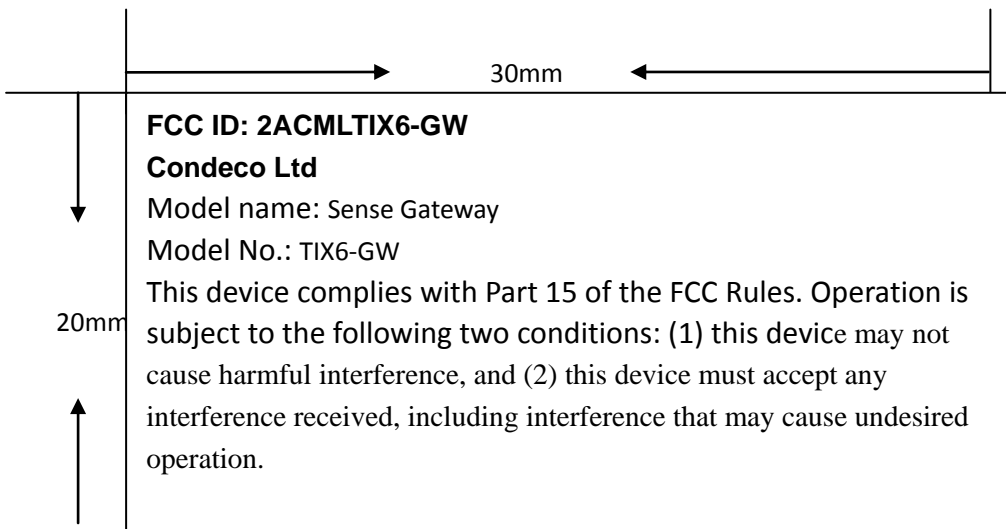 30mm
FCC ID: 2ACMLTIX6-GW
Condeco Ltd
Model name: Sense Gateway
Model No.: TIX6-GW
This device complies with Part 15 of the FCC Rules. Operation is
20mm
subject to the following two conditions: (1) this device may not
cause harmful interference, and (2) this device must accept any
interference received, including interference that may cause undesired
operation.